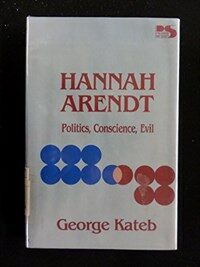 HANNAH
ARENDT
Politics, Conscience, Evil
George Kateb